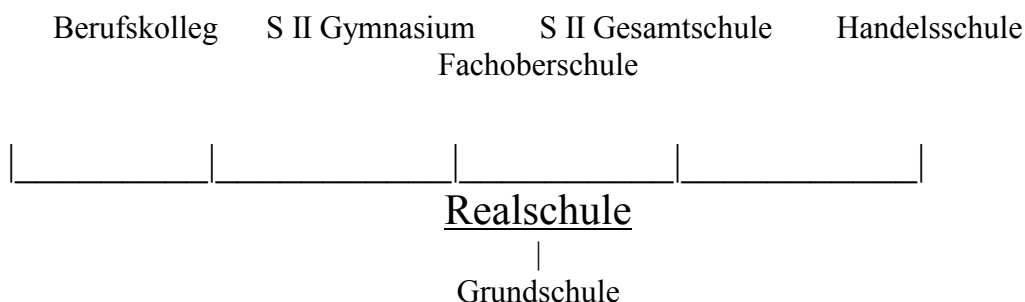 Berufskolleg S II Gymnasium S II Gesamtschule Handelsschule
Fachoberschule
Realschule
Grundschule